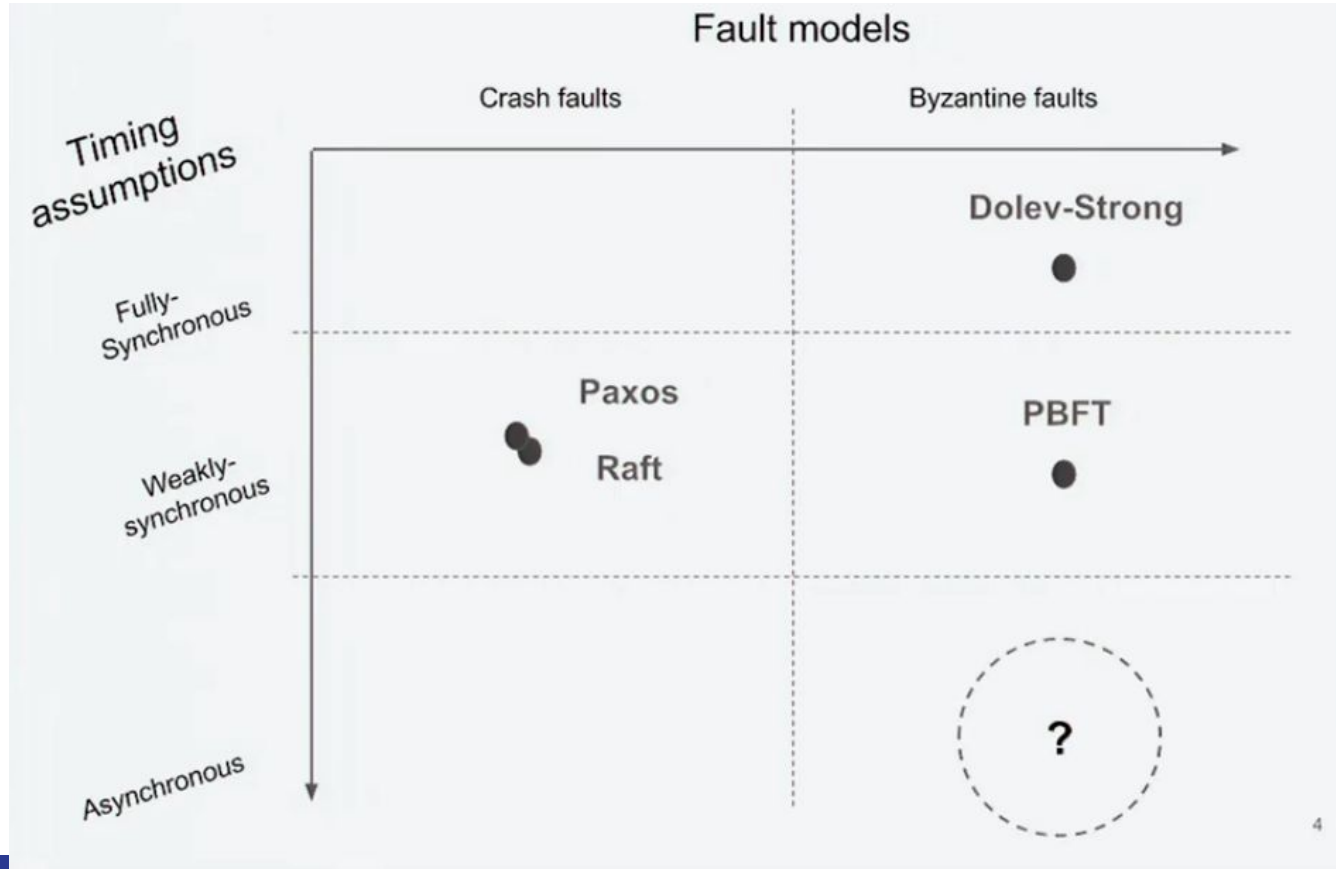 Fault models
Crash faults
Byzantine faults
Timing
assumptions
Dolev-Strong
Fully-
Synchronous
Paxos
PBFT
Raft
Weakly-
synchronous
?
Asynchronous
4